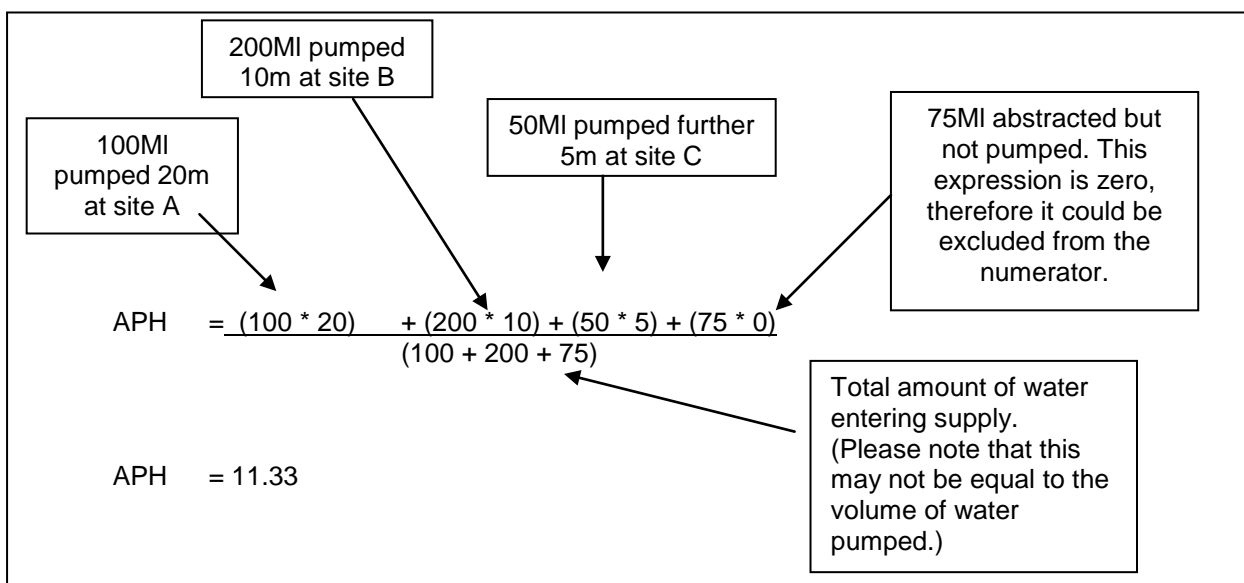 200Ml pumped
10m at site B
100Ml
pumped 20m
at site A
50Ml pumped further
5m at site C
75Ml abstracted but
not pumped. This
expression is zero,
therefore it could be
excluded from the
numerator.
APH = (100 * 20) + (200 * 10) + (50 * 5) + (75 * 0)
(100 + 200 + 75)
Total amount of water
entering supply.
(Please note that this
may not be equal to the
volume of water
pumped.)
APH = 11.33